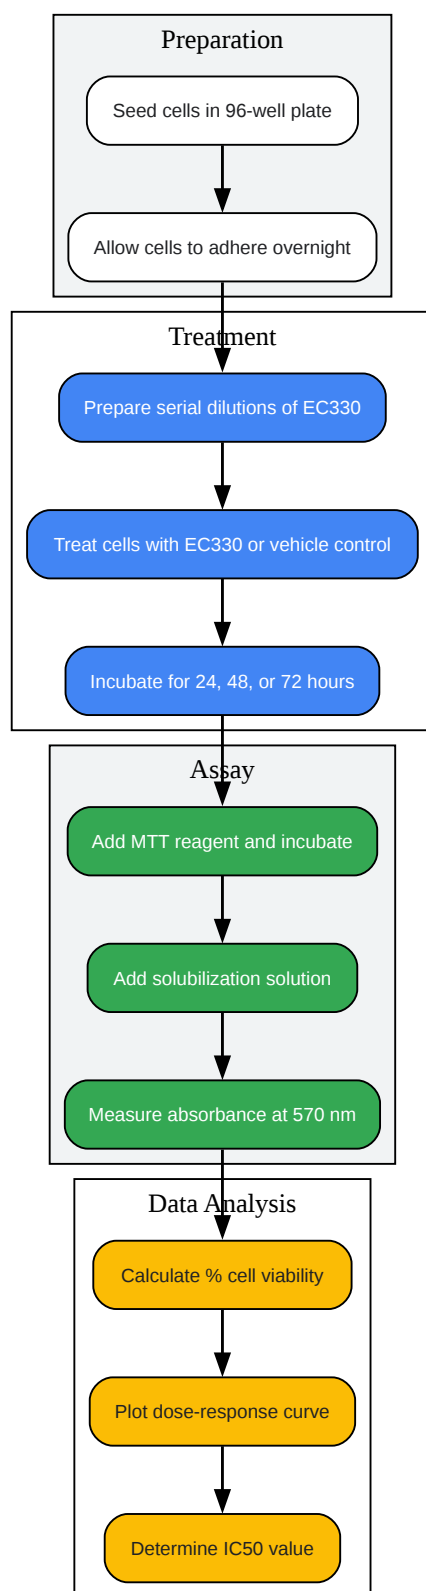 Preparation
Seed cells in 96-well plate
Allow cells to adhere overnight
Treatment
Prepare serial dilutions of EC330
Treat cells with EC330 or vehicle control
Incubate for 24, 48, or 72 hours
Assay
Add MTT reagent and incubate
Add solubilization solution
Measure absorbance at 570 nm
Data Analysis
Calculate % cell viability
Plot dose-response curve
Determine IC50 value